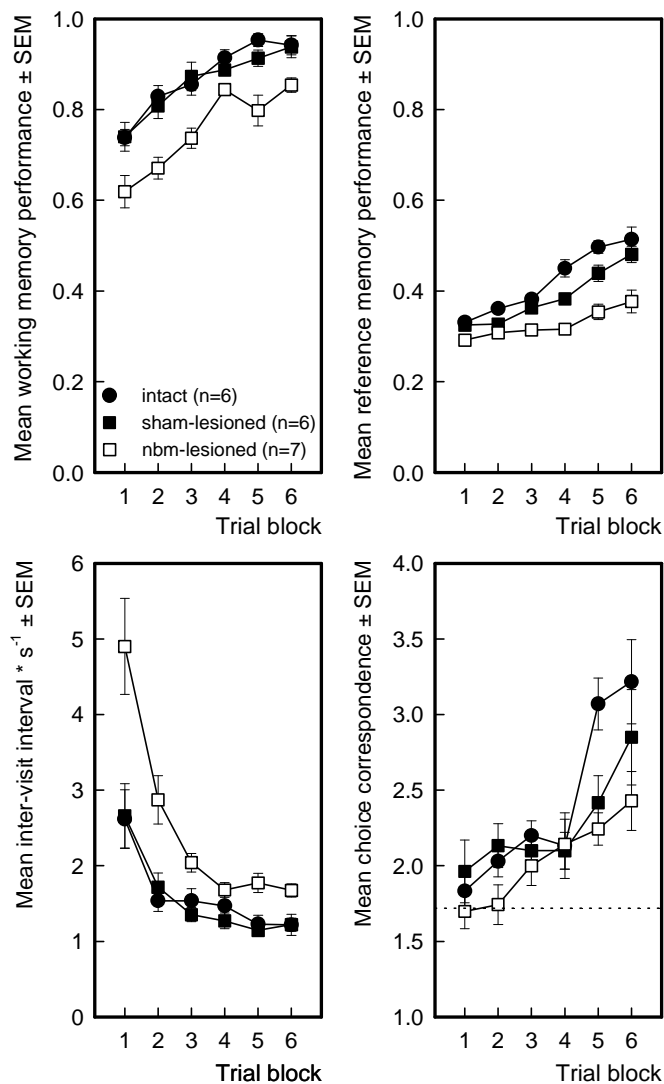 Mean working memory performance ± SEM
1.0
0.8
0.6
0.4
0.2
0.0
intact (n=6)
sham-lesioned (n=6)
nbm-lesioned (n=7)
1 2 3 4 5 6
Trial block
Mean reference memory performance ± SEM
1.0
0.8
0.6
0.4
0.2
0.0
1 2 3 4 5 6
Trial block
Mean inter-visit interval * s⁻¹ ± SEM
6
5
4
3
2
1
0
1 2 3 4 5 6
Trial block
Mean choice correspondence ± SEM
4.0
3.5
3.0
2.5
2.0
1.5
1.0
1 2 3 4 5 6
Trial block